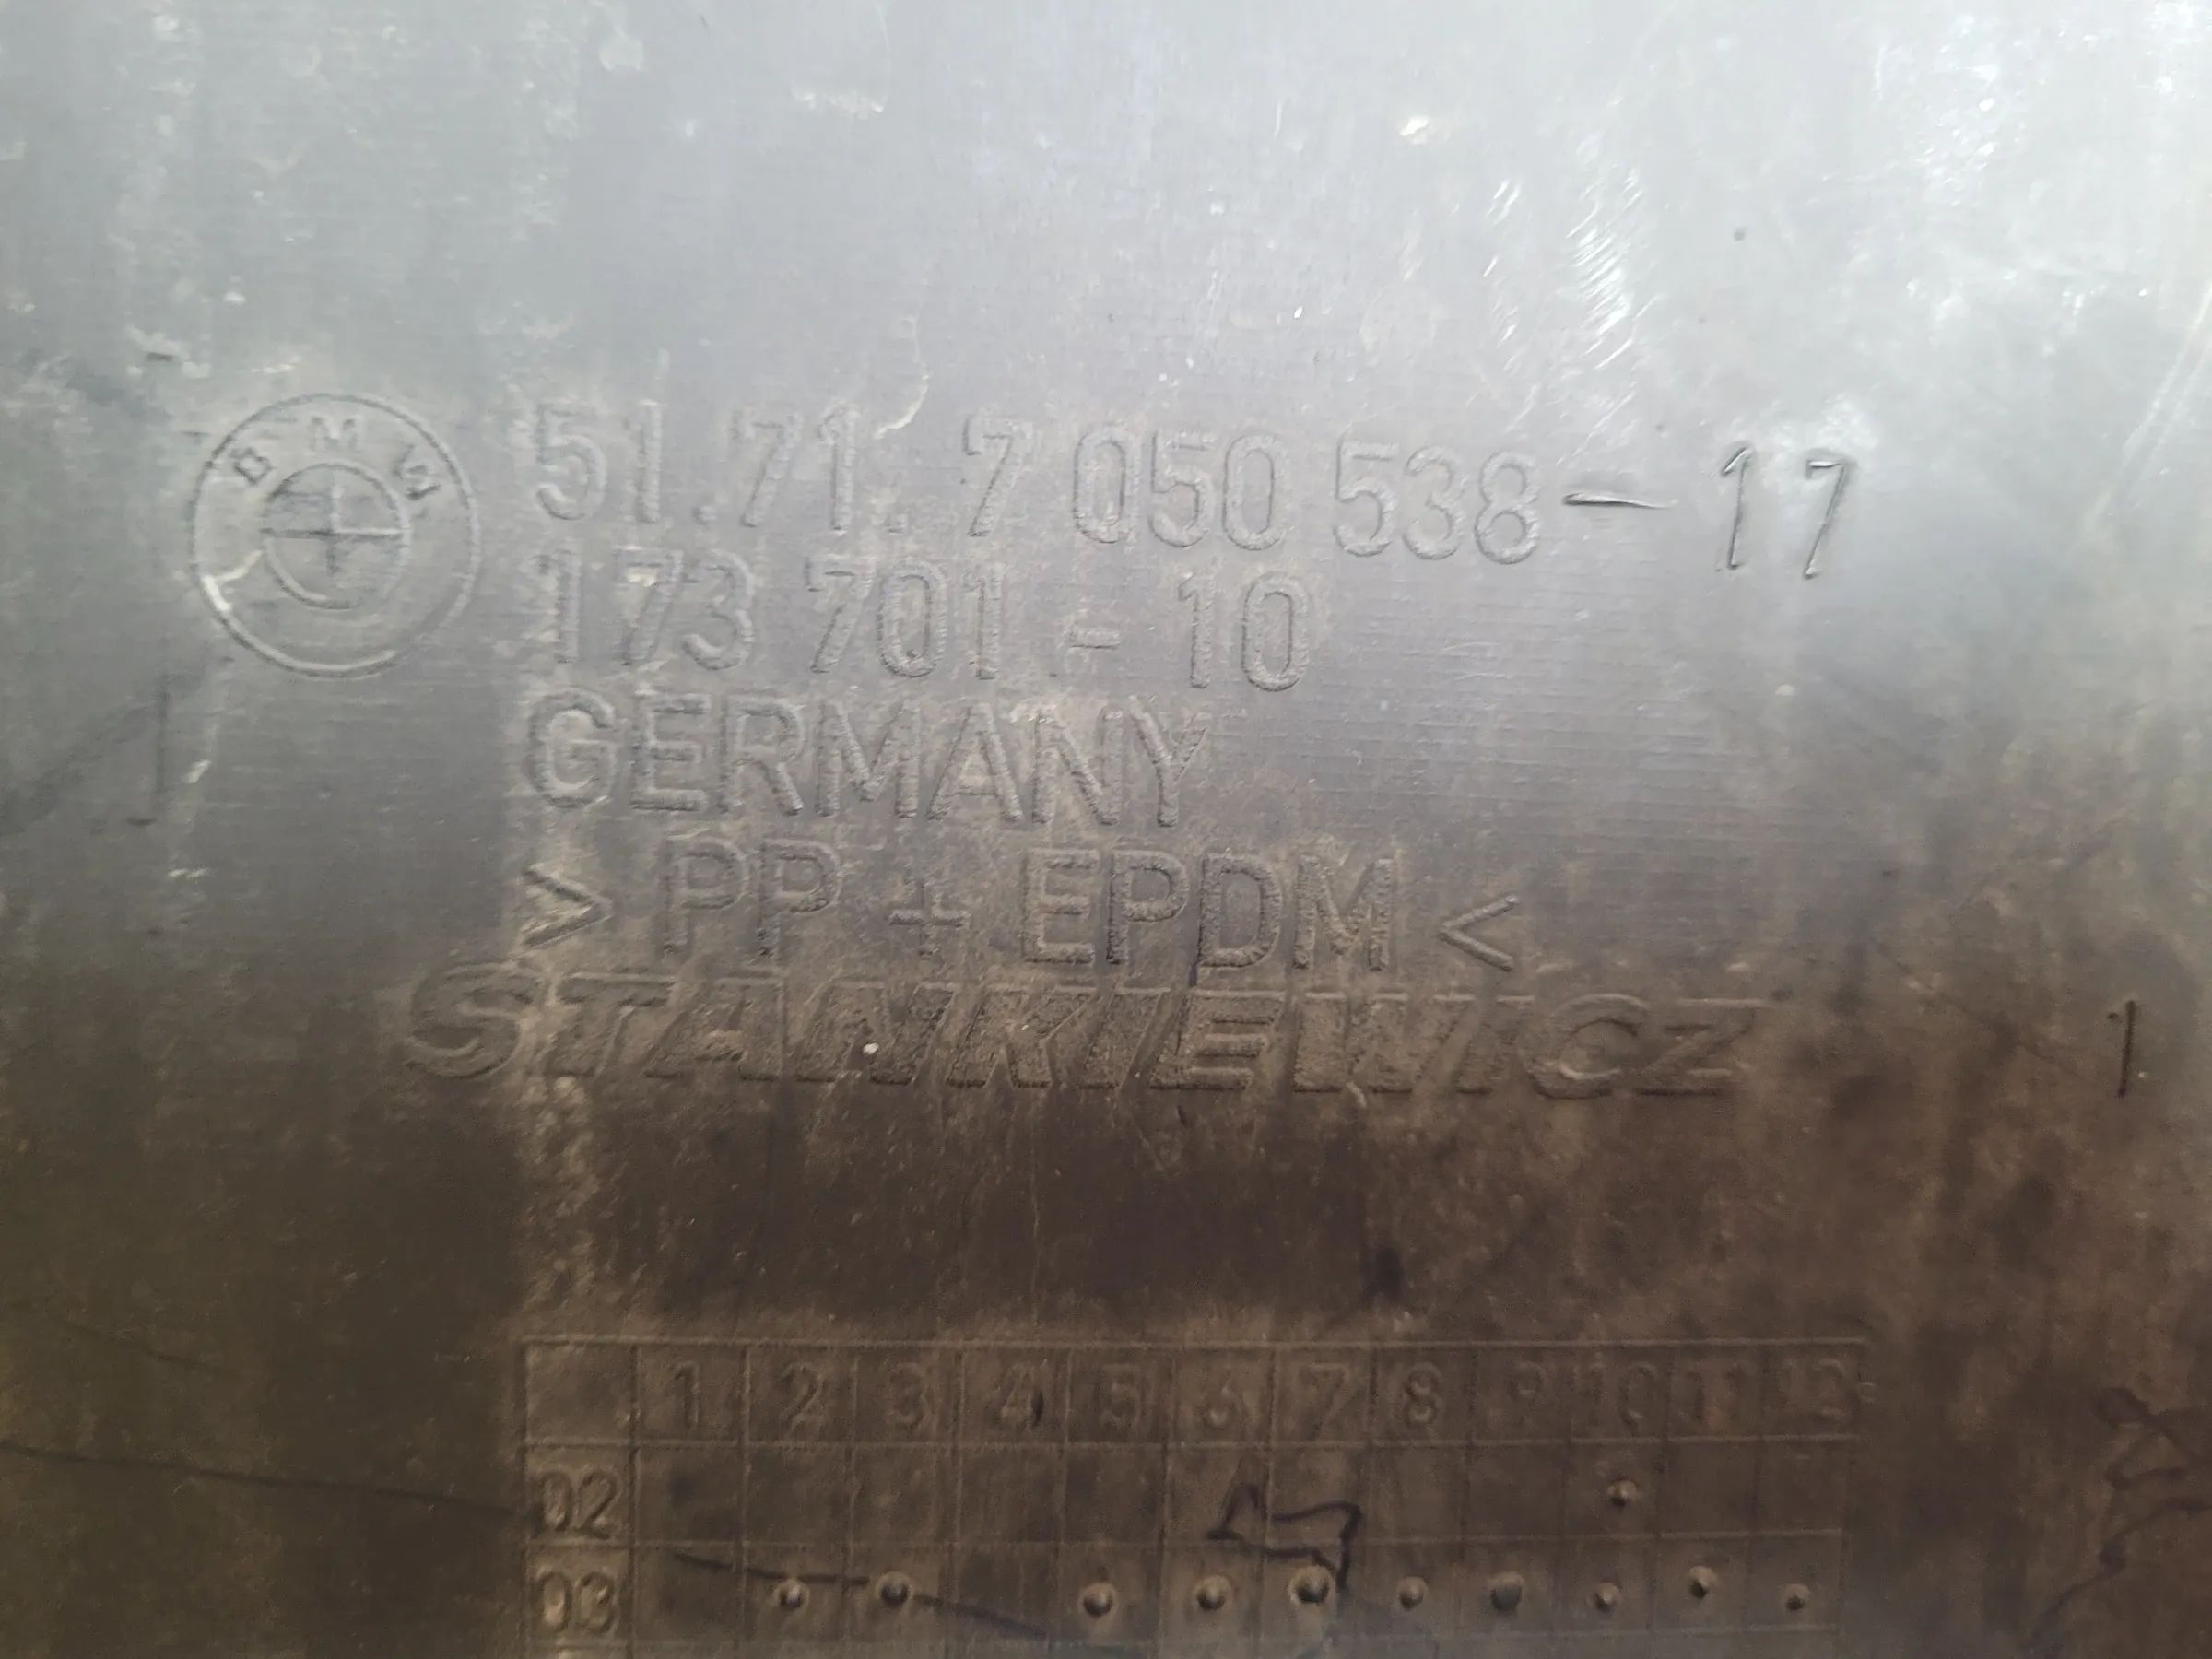 BMW
51.71.7 050 538-17
173 701-10
GERMANY
>PP+EPDM<
STANKIEWICZ
1
1 2 3 4 5 6 7 8 9 10 11 12
02
03